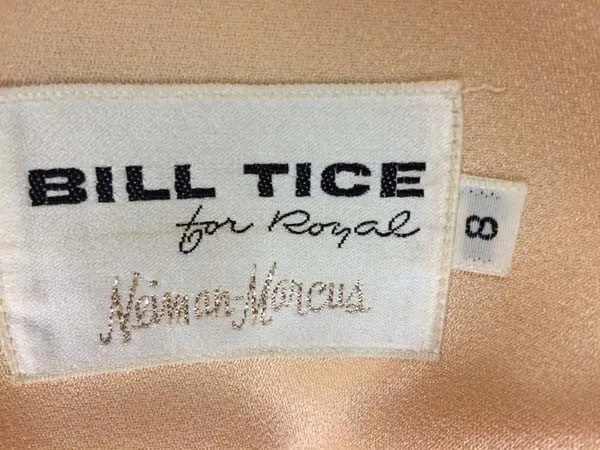 BILL TICE
for Royal
Neiman-Marcus
8